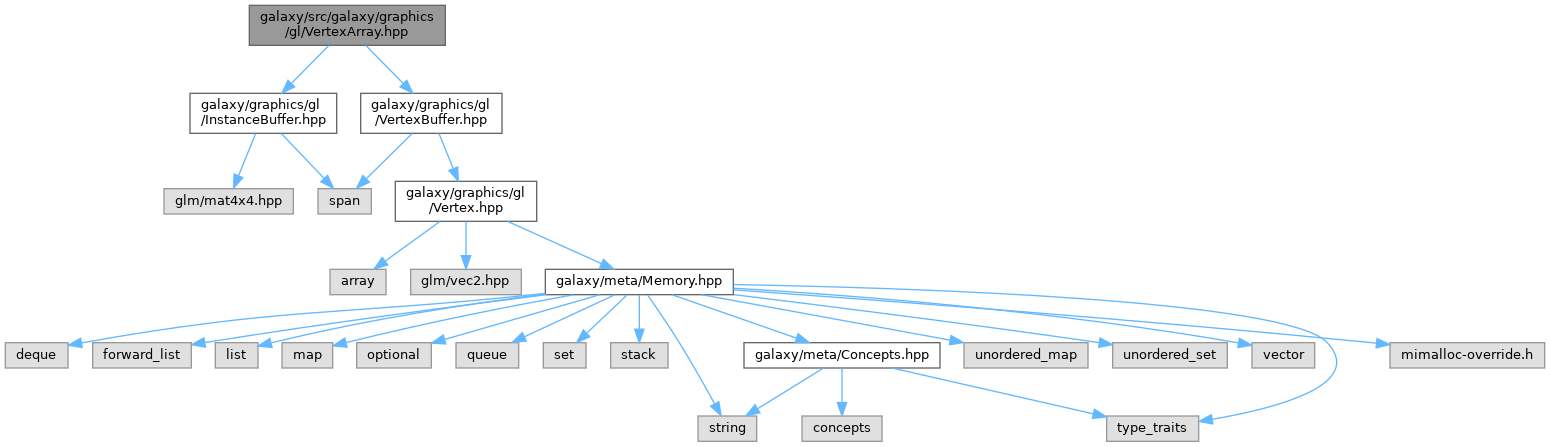 galaxy/src/galaxy/graphics
/gl/VertexArray.hpp
galaxy/graphics/gl
/InstanceBuffer.hpp
galaxy/graphics/gl
/VertexBuffer.hpp
glm/mat4x4.hpp
span
galaxy/graphics/gl
/Vertex.hpp
array
glm/vec2.hpp
galaxy/meta/Memory.hpp
deque
forward_list
list
map
optional
queue
set
stack
galaxy/meta/Concepts.hpp
unordered_map
unordered_set
vector
mimalloc-override.h
string
concepts
type_traits